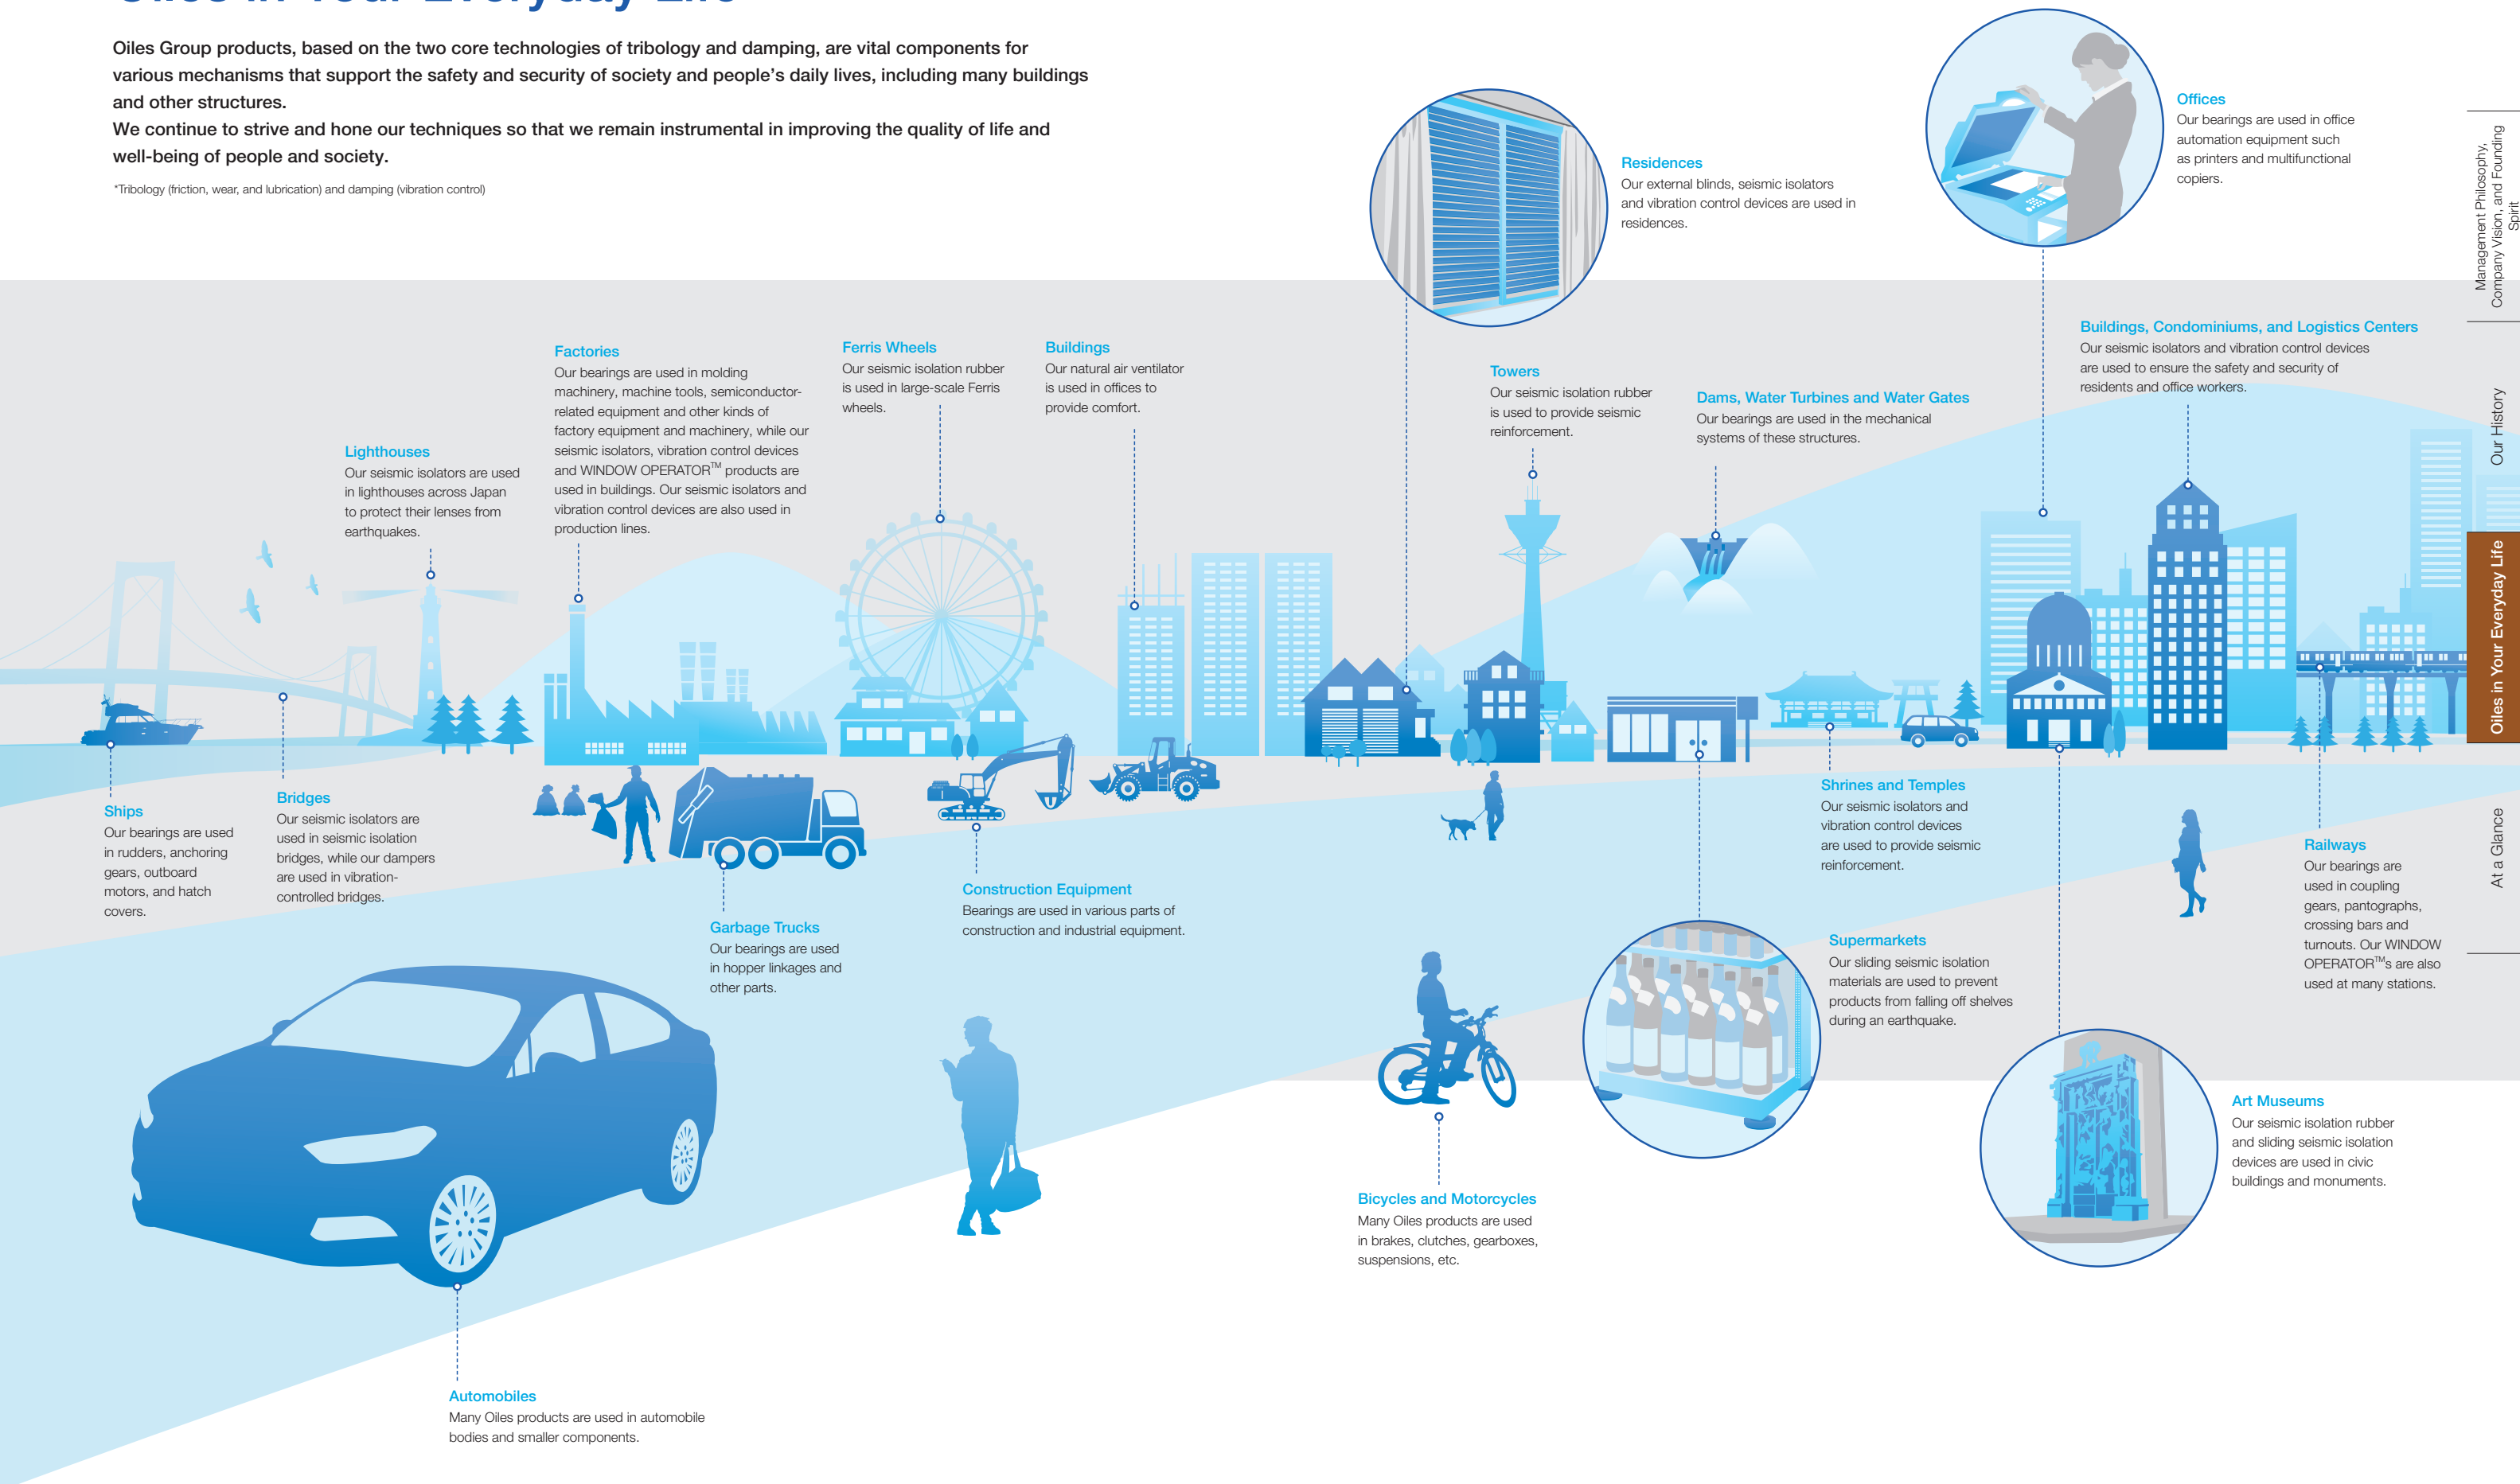 Oiles in Your Everyday Life
Oiles Group products, based on the two core technologies of tribology and damping, are vital components for
various mechanisms that support the safety and security of society and people's daily lives, including many buildings
and other structures.
We continue to strive and hone our techniques so that we remain instrumental in improving the quality of life and
well-being of people and society.
*Tribology (friction, wear, and lubrication) and damping (vibration control)
Residences
Our external blinds, seismic isolators
and vibration control devices are used in
residences.
Offices
Our bearings are used in office
automation equipment such
as printers and multifunctional
copiers.
Lighthouses
Our seismic isolators are used
in lighthouses across Japan
to protect their lenses from
earthquakes.
Factories
Our bearings are used in molding
machinery, machine tools, semiconductor-
related equipment and other kinds of
factory equipment and machinery, while our
seismic isolators, vibration control devices
and WINDOW OPERATOR™ products are
used in buildings. Our seismic isolators and
vibration control devices are also used in
production lines.
Ferris Wheels
Our seismic isolation rubber
is used in large-scale Ferris
wheels.
Buildings
Our natural air ventilator
is used in offices to
provide comfort.
Towers
Our seismic isolation rubber
is used to provide seismic
reinforcement.
Dams, Water Turbines and Water Gates
Our bearings are used in the mechanical
systems of these structures.
Buildings, Condominiums, and Logistics Centers
Our seismic isolators and vibration control devices
are used to ensure the safety and security of
residents and office workers.
Ships
Our bearings are used
in rudders, anchoring
gears, outboard
motors, and hatch
covers.
Bridges
Our seismic isolators are
used in seismic isolation
bridges, while our dampers
are used in vibration-
controlled bridges.
Garbage Trucks
Our bearings are used
in hopper linkages and
other parts.
Construction Equipment
Bearings are used in various parts of
construction and industrial equipment.
Shrines and Temples
Our seismic isolators and
vibration control devices
are used to provide seismic
reinforcement.
Supermarkets
Our sliding seismic isolation
materials are used to prevent
products from falling off shelves
during an earthquake.
Railways
Our bearings are
used in coupling
gears, pantographs,
crossing bars and
turnouts. Our WINDOW
OPERATOR™s are also
used at many stations.
Art Museums
Our seismic isolation rubber
and sliding seismic isolation
devices are used in civic
buildings and monuments.
Bicycles and Motorcycles
Many Oiles products are used
in brakes, clutches, gearboxes,
suspensions, etc.
Automobiles
Many Oiles products are used in automobile
bodies and smaller components.
Management Philosophy,
Company Vision, and Founding
Spirit
Our History
Oiles in Your Everyday Life
At a Glance